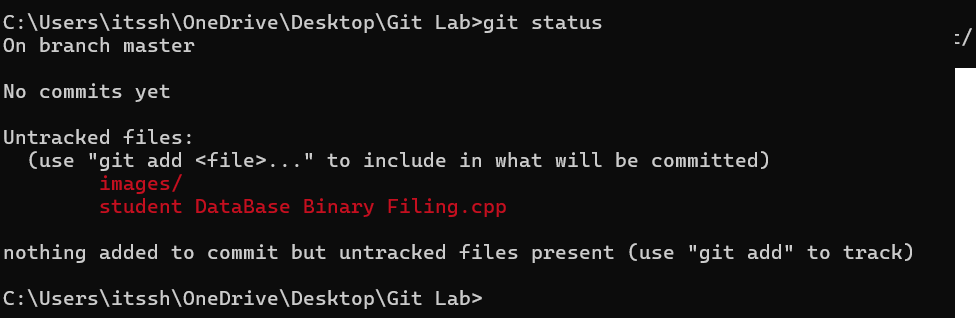 C:\Users\itssh\OneDrive\Desktop\Git Lab>git status
On branch master
No commits yet
Untracked files:
(use "git add <file>..." to include in what will be committed)
images/
student DataBase Binary Filing.cpp
nothing added to commit but untracked files present (use "git add" to track)
C:\Users\itssh\OneDrive\Desktop\Git Lab>